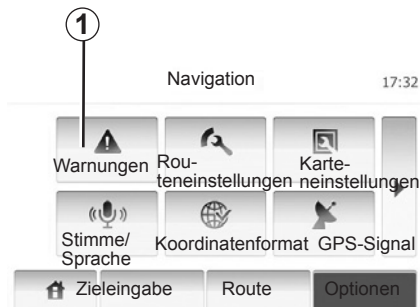 1
Navigation
17:32
Warnungen
Rou-
teneinstellungen
Karte-
neinstellungen
Stimme/
Sprache
Koordinatenformat
GPS-Signal
Zieleingabe
Route
Optionen